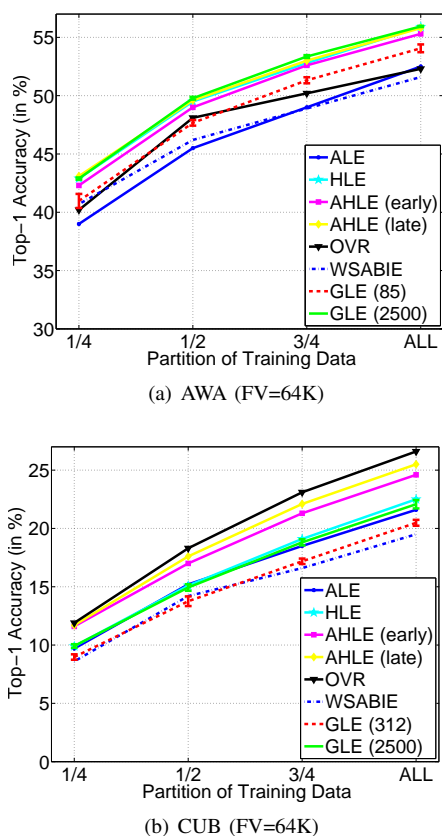 Top-1 Accuracy (in %)
55
50
45
40
35
30
1/4
1/2
3/4
ALL
ALE
HLE
AHLE (early)
AHLE (late)
OVR
WSABIE
GLE (85)
GLE (2500)
Partition of Training Data
(a) AWA (FV=64K)
Top-1 Accuracy (in %)
25
20
15
10
5
0
1/4
1/2
3/4
ALL
ALE
HLE
AHLE (early)
AHLE (late)
OVR
WSABIE
GLE (312)
GLE (2500)
Partition of Training Data
(b) CUB (FV=64K)